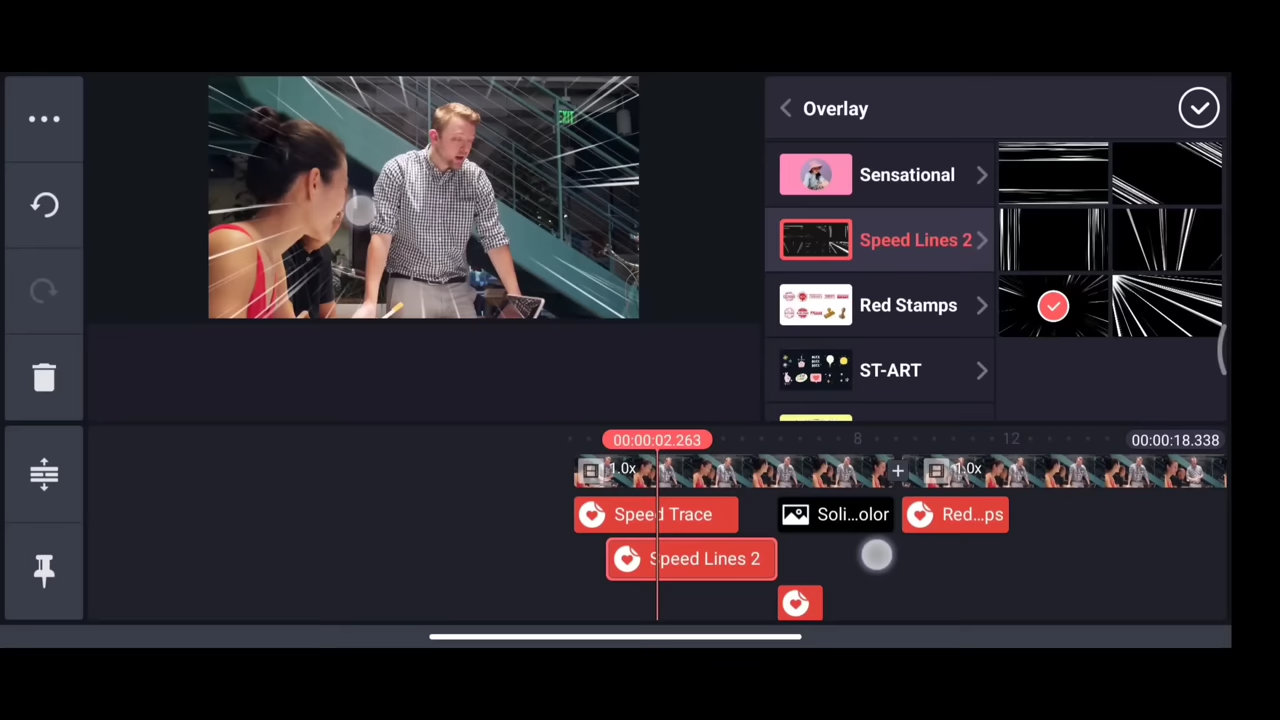 EXIT
Overlay
Sensational
Speed Lines 2
Red Stamps
ST-ART
00:00:02.263
8
12
00:00:18.338
1.0x
1.0x
Speed Trace
Soli...olor
Red...ps
Speed Lines 2